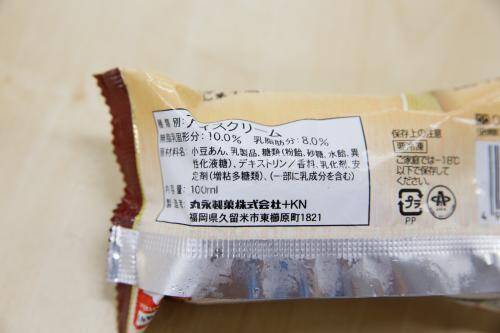 種類別:アイスクリーム
無脂乳固形分:10.0% 乳脂肪分:8.0%
原材料名:小豆あん、乳製品、糖類(粉飴、砂糖、水飴、異
性化液糖)、デキストリン/香料、乳化剤、安
定剤(増粘多糖類)、(一部に乳成分を含む)
内容量:100ml
製造者:丸永製菓株式会社+KN
福岡県久留米市東櫛原町1821
保存上の注意
要冷凍
ご家庭では-18℃
以下で保存して
ください。
プラ
PP